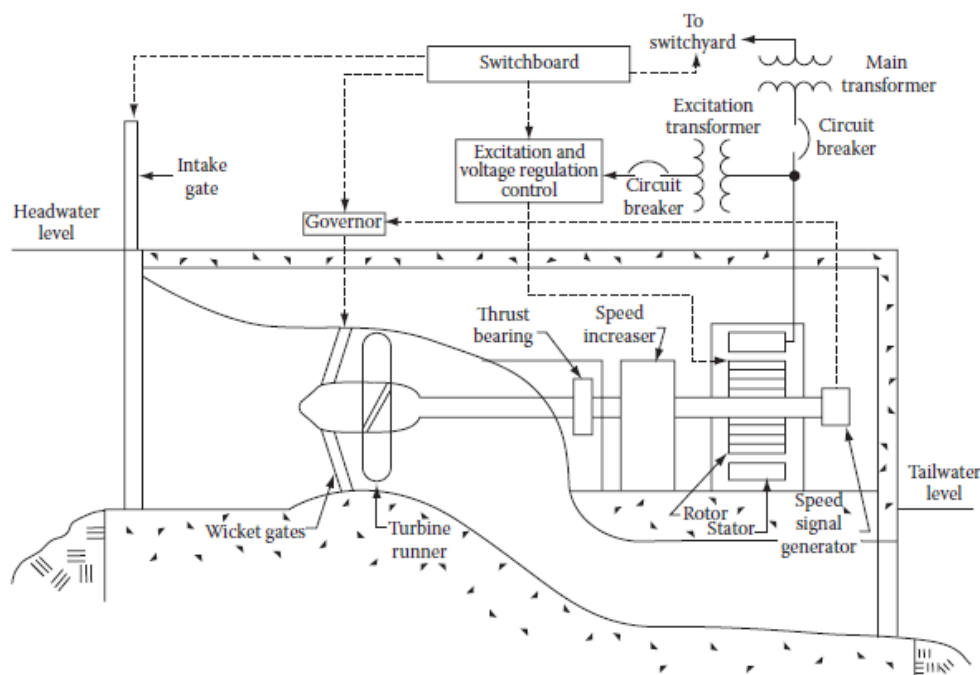 To
switchyard
Switchboard
Main
transformer
Excitation
transformer
Circuit
breaker
Intake
gate
Excitation and
voltage regulation
control
Circuit
breaker
Headwater
level
Governor
Thrust
bearing
Speed
increaser
Tailwater
level
Wicket gates
Turbine
runner
Rotor
Stator
Speed
signal
generator